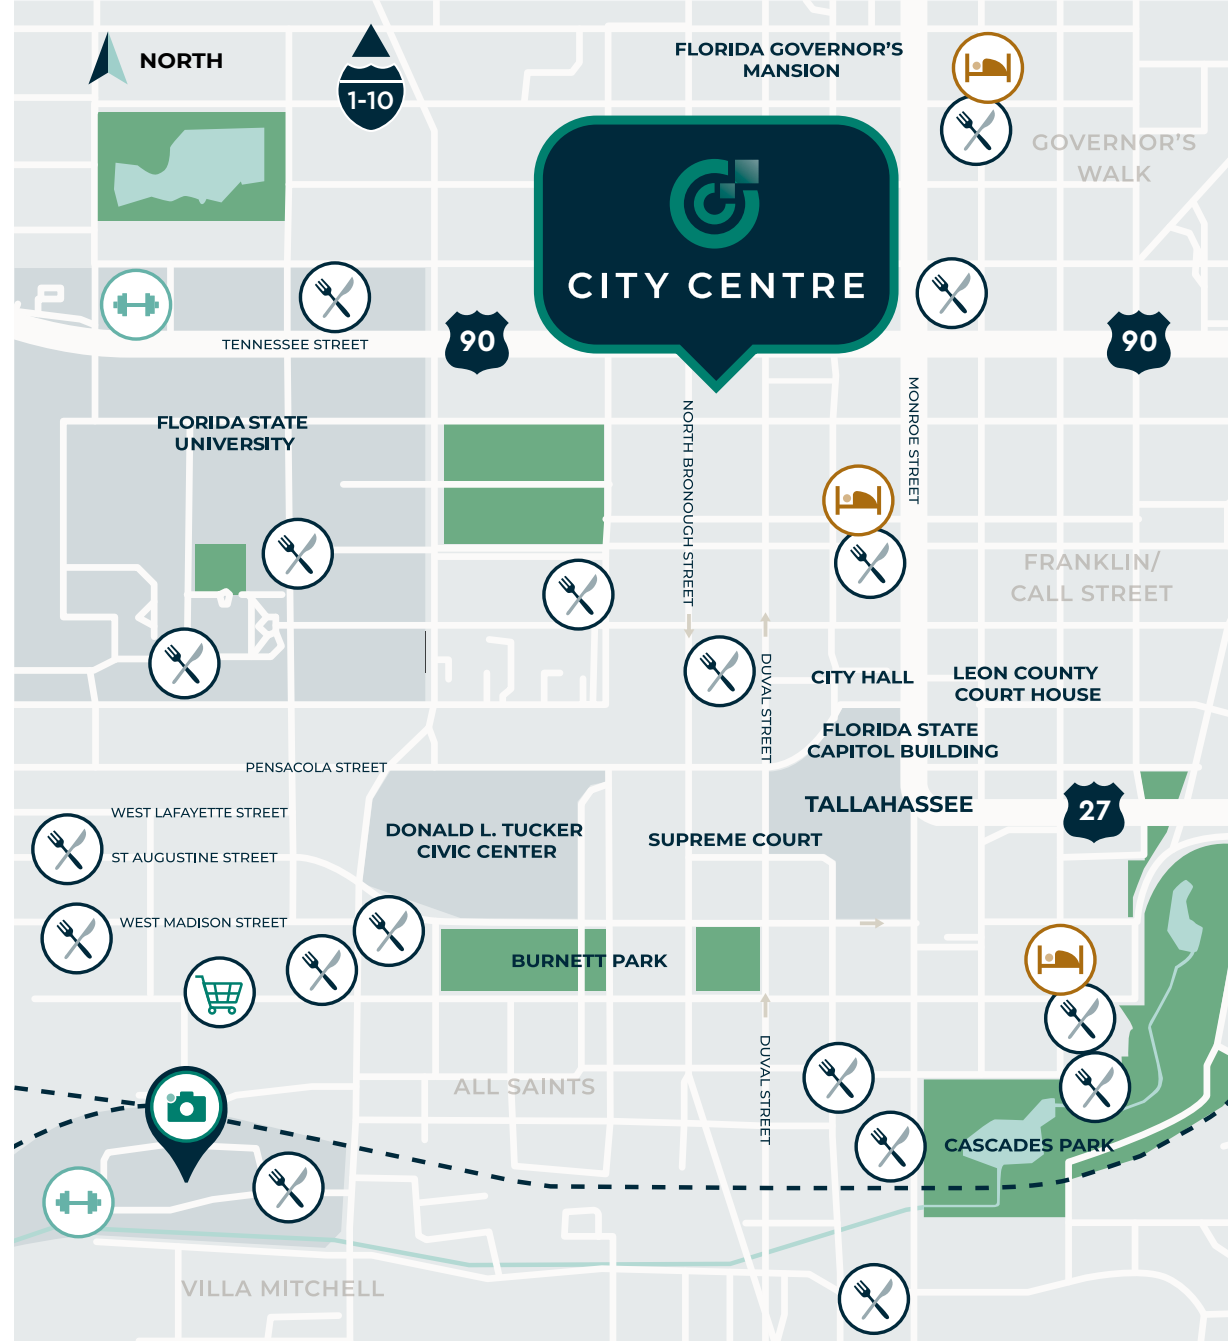 NORTH
1-10
FLORIDA GOVERNOR'S
MANSION
GOVERNOR'S
WALK
CITY CENTRE
TENNESSEE STREET
90
90
FLORIDA STATE
UNIVERSITY
NORTH BRONOUGH STREET
MONROE STREET
FRANKLIN/
CALL STREET
DUVAL STREET
CITY HALL
LEON COUNTY
COURT HOUSE
FLORIDA STATE
CAPITOL BUILDING
PENSACOLA STREET
TALLAHASSEE
27
WEST LAFAYETTE STREET
DONALD L. TUCKER
CIVIC CENTER
SUPREME COURT
ST AUGUSTINE STREET
WEST MADISON STREET
BURNETT PARK
DUVAL STREET
ALL SAINTS
CASCADES PARK
VILLA MITCHELL